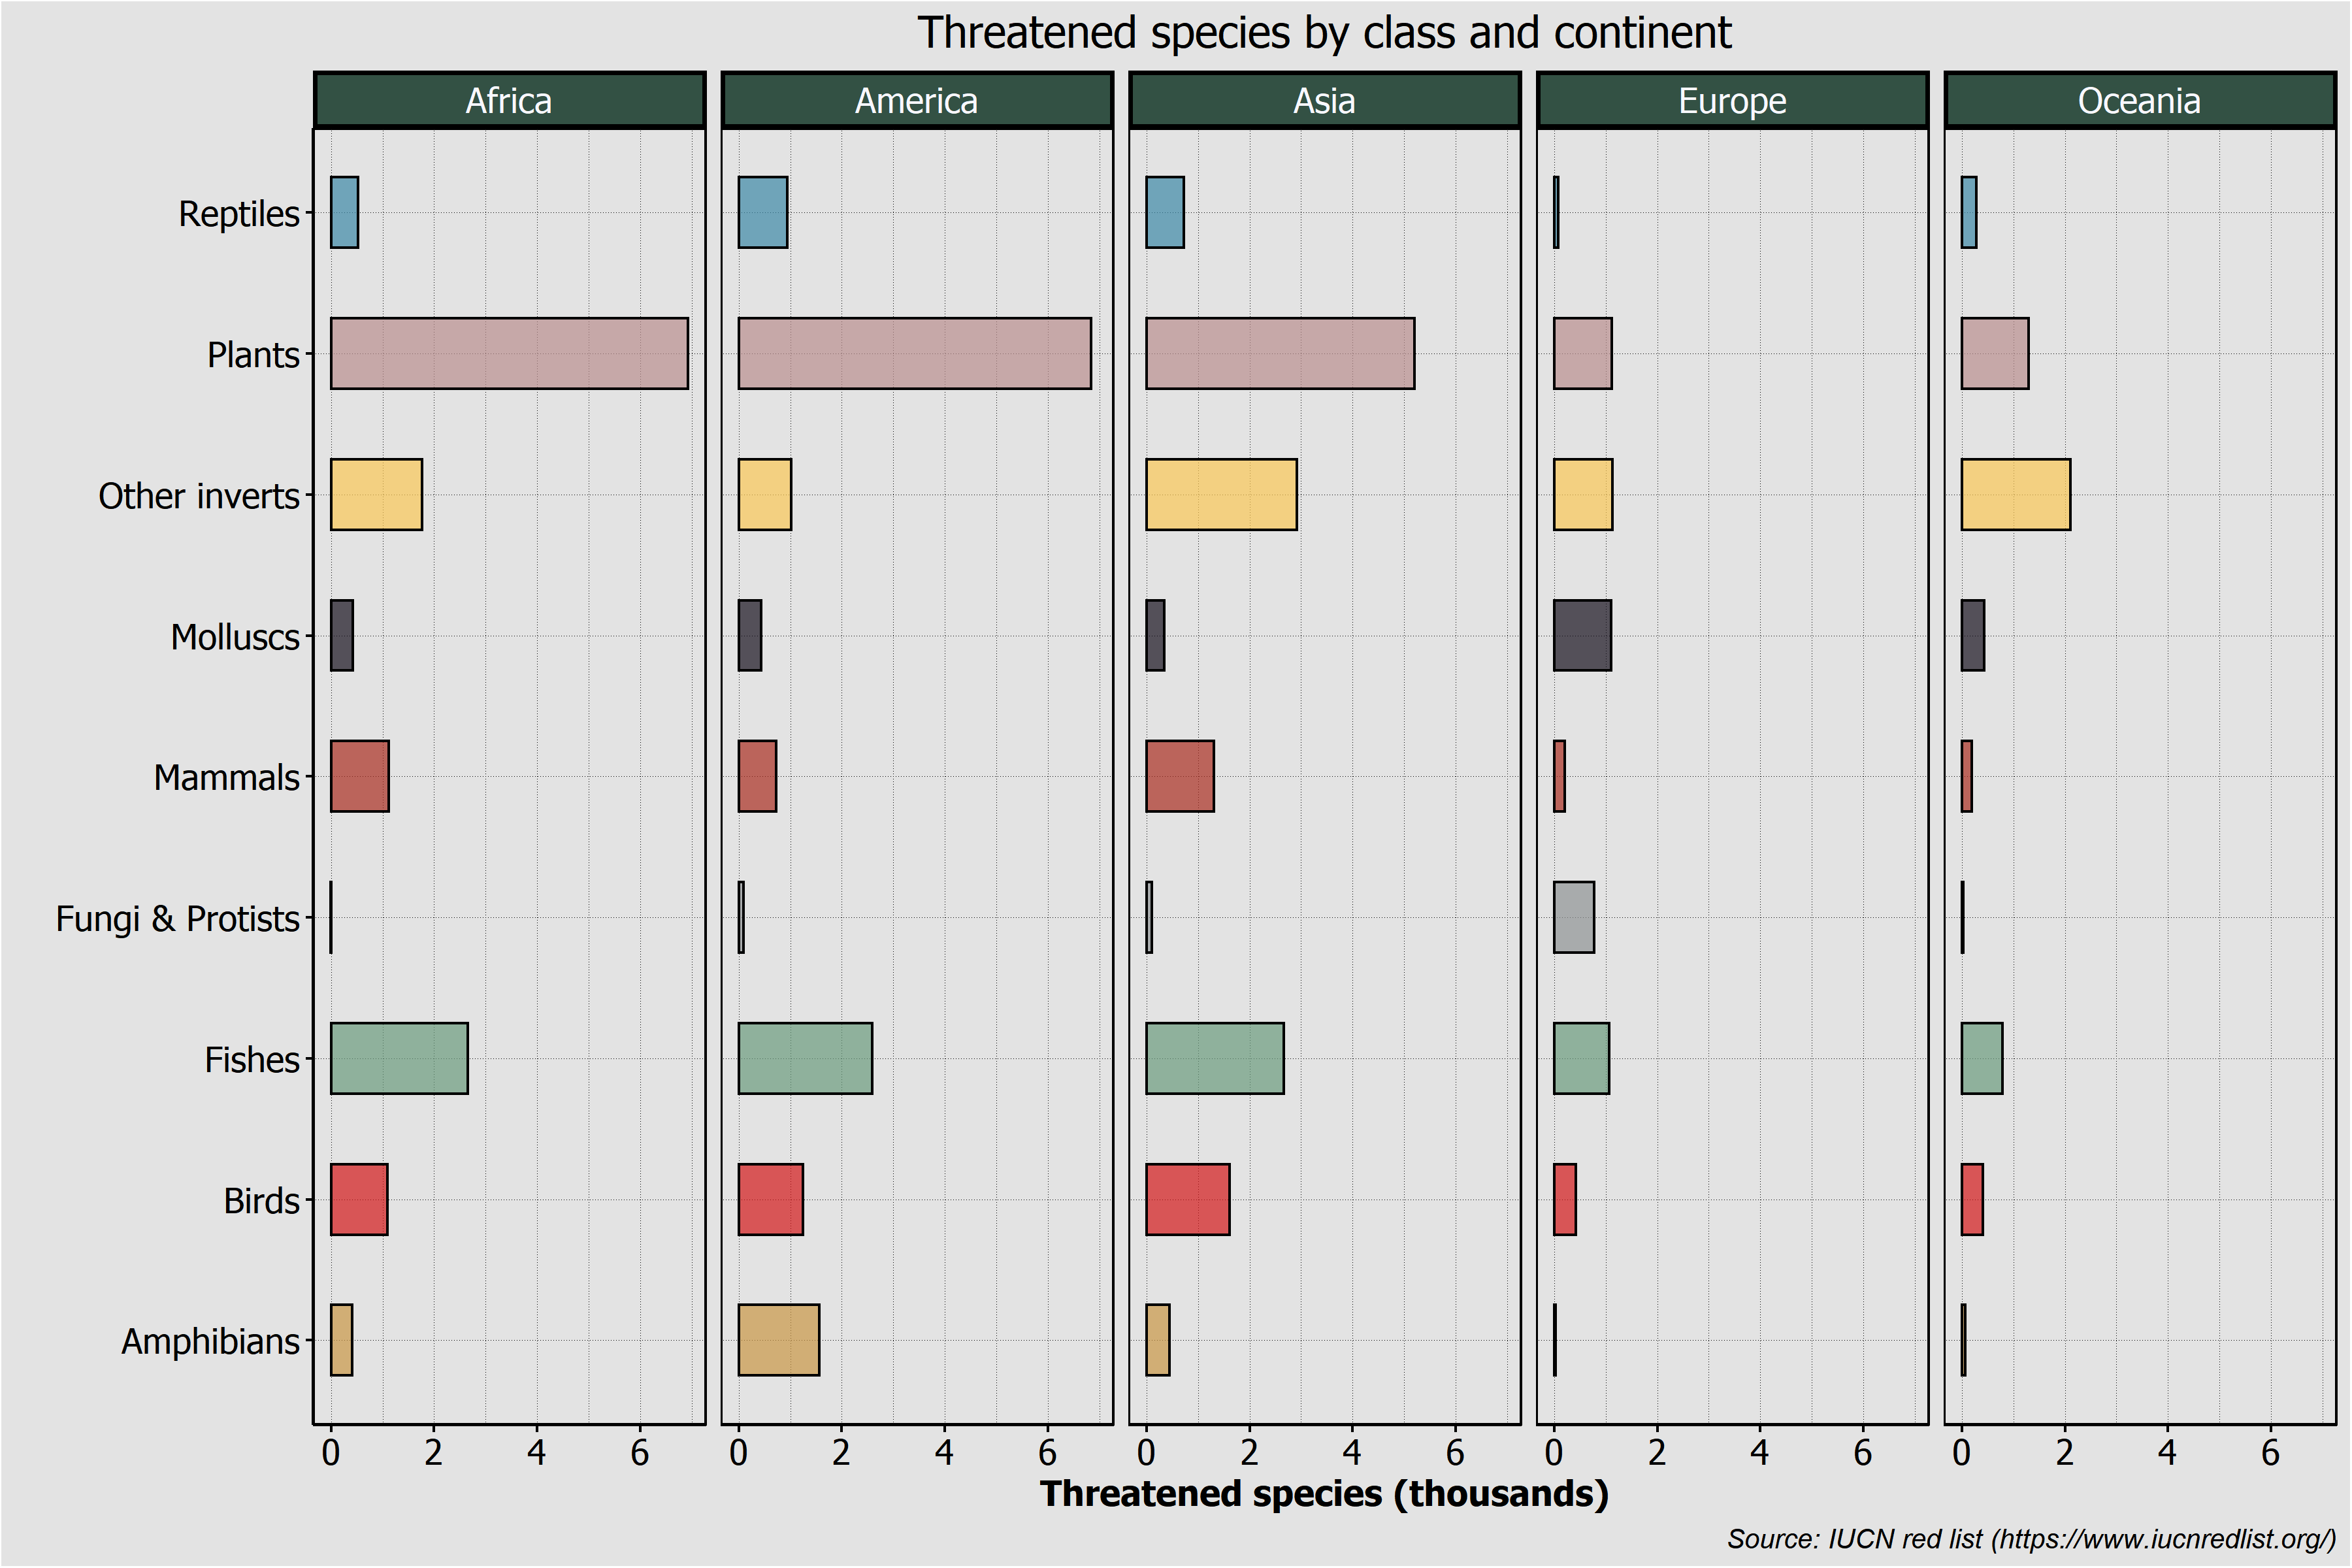 Threatened species by class and continent
Africa America Asia Europe Oceania
Reptiles
Plants
Other inverts
Molluscs
Mammals
Fungi & Protists
Fishes
Birds
Amphibians
0 2 4 6 0 2 4 6 0 2 4 6 0 2 4 6 0 2 4 6
Threatened species (thousands)
Source: IUCN red list (https://www.iucnredlist.org/)